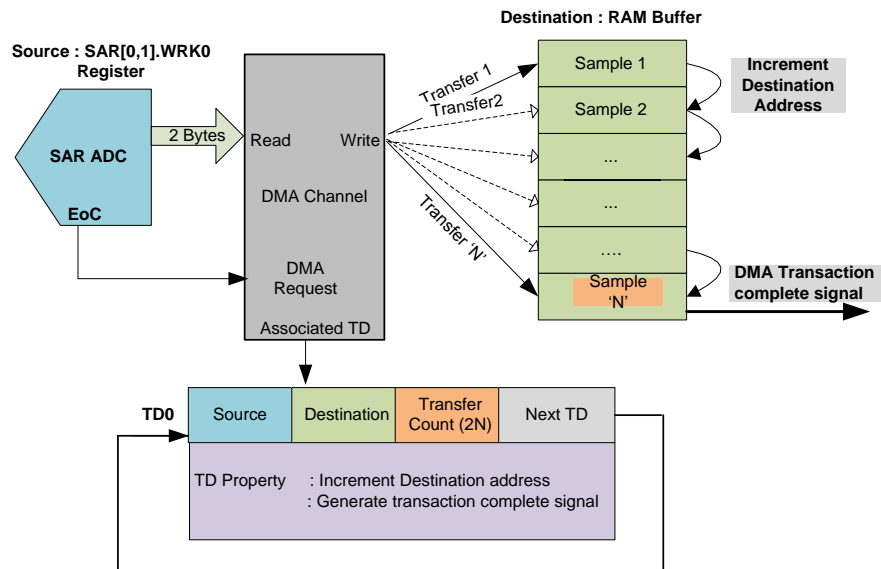 Destination : RAM Buffer
Source : SAR[0,1].WRK0
Register
SAR ADC
EoC
2 Bytes
Read
Write
DMA Channel
DMA
Request
Associated TD
Transfer 1
Transfer2
Transfer ‘N’
Sample 1
Sample 2
...
...
....
Sample
‘N’
Increment
Destination
Address
DMA Transaction
complete signal
TD0
Source
Destination
Transfer
Count (2N)
Next TD
TD Property : Increment Destination address
: Generate transaction complete signal